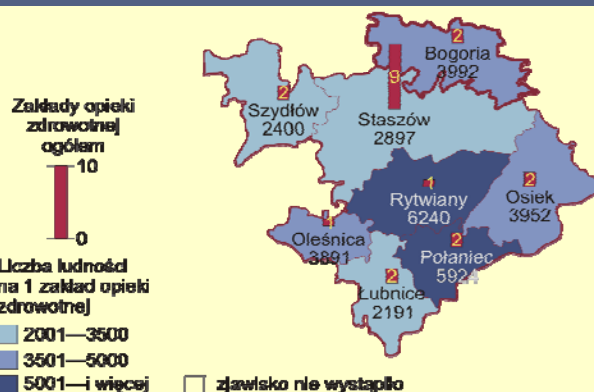 2
Bogoria
3992
9
2
Szydłów
2400
Staszów
2897
Zakłady opieki
zdrowotnej
ogółem
10
0
1
Rytwiany
6240
2
Osiek
3952
1
Oleśnica
3891
2
Połaniec
5924
2
Łubnice
2191
Liczba ludności
na 1 zakład opieki
zdrowotnej
2001—3500
3501—5000
5001—i więcej
zjawisko nie wystąpiło